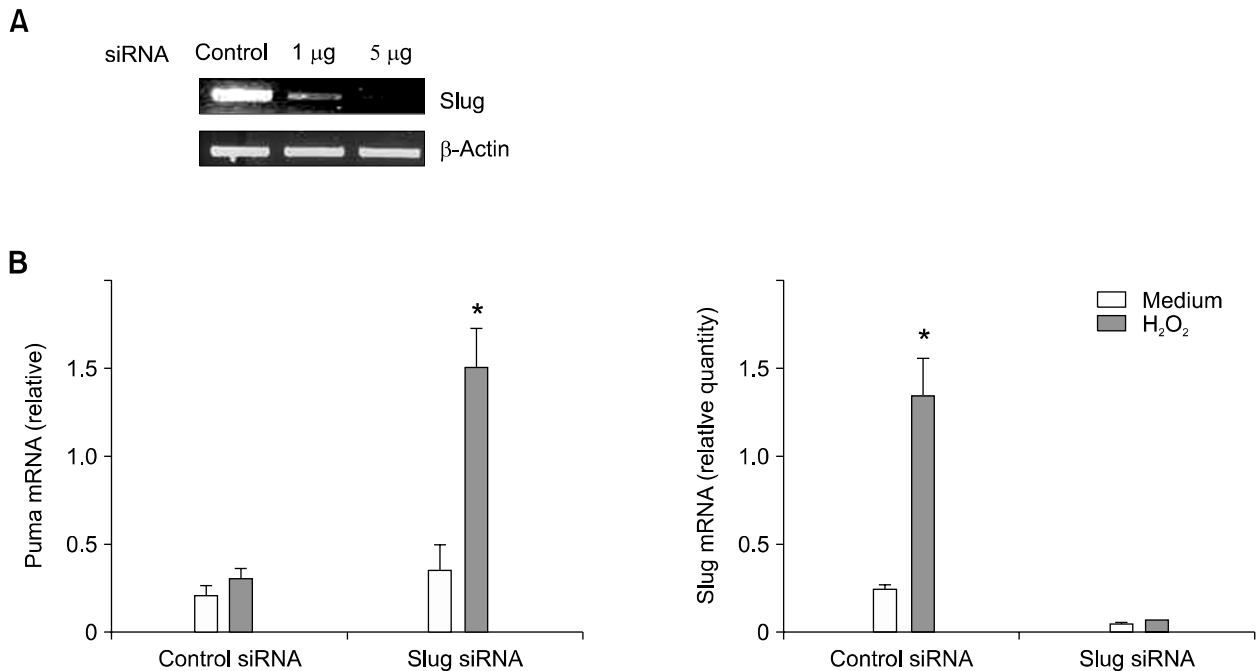 A
siRNA Control 1 μg 5 μg
Slug
β-Actin
B
Puma mRNA (relative)
1.5
1.0
0.5
0
*
Control siRNA Slug siRNA
Slug mRNA (relative quantity)
1.5
1.0
0.5
0
*
Medium
H₂O₂
Control siRNA Slug siRNA